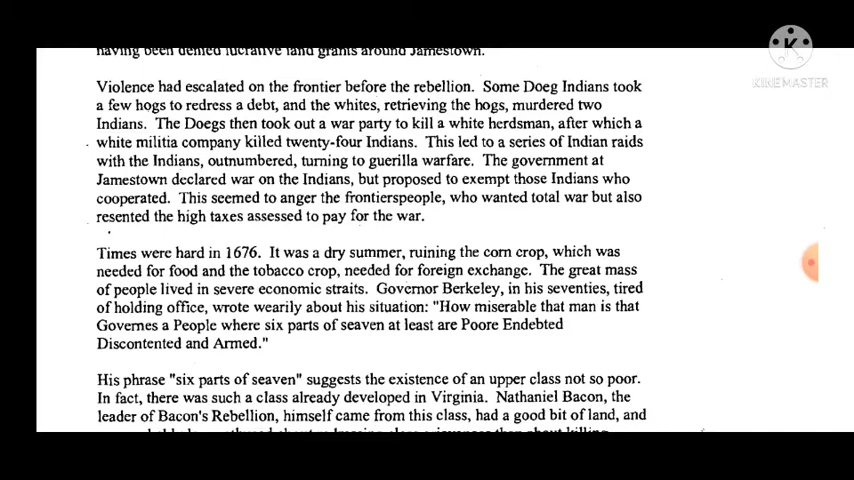 having been denied lucrative land grants around Jamestown.
KINEMASTER
Violence had escalated on the frontier before the rebellion. Some Doeg Indians took
a few hogs to redress a debt, and the whites, retrieving the hogs, murdered two
Indians. The Doegs then took out a war party to kill a white herdsman, after which a
white militia company killed twenty-four Indians. This led to a series of Indian raids
with the Indians, outnumbered, turning to guerilla warfare. The government at
Jamestown declared war on the Indians, but proposed to exempt those Indians who
cooperated. This seemed to anger the frontierspeople, who wanted total war but also
resented the high taxes assessed to pay for the war.
Times were hard in 1676. It was a dry summer, ruining the corn crop, which was
needed for food and the tobacco crop, needed for foreign exchange. The great mass
of people lived in severe economic straits. Governor Berkeley, in his seventies, tired
of holding office, wrote wearily about his situation: "How miserable that man is that
Governes a People where six parts of seaven at least are Poore Endebted
Discontented and Armed."
His phrase "six parts of seaven" suggests the existence of an upper class not so poor.
In fact, there was such a class already developed in Virginia. Nathaniel Bacon, the
leader of Bacon's Rebellion, himself came from this class, had a good bit of land, and